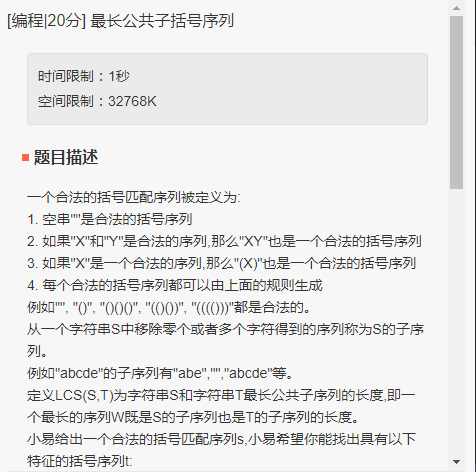 [编程|20分] 最长公共子括号序列
时间限制：1秒
空间限制：32768K
题目描述
一个合法的括号匹配序列被定义为:
1. 空串""是合法的括号序列
2. 如果"X"和"Y"是合法的序列,那么"XY"也是一个合法的括号序列
3. 如果"X"是一个合法的序列,那么"(X)"也是一个合法的括号序列
4. 每个合法的括号序列都可以由上面的规则生成
例如"", "()", "()()()", "(()())", "(((()))"都是合法的。
从一个字符串S中移除零个或者多个字符得到的序列称为S的子序
列。
例如"abcde"的子序列有"abe","","abcde"等。
定义LCS(S,T)为字符串S和字符串T最长公共子序列的长度,即一
个最长的序列W既是S的子序列也是T的子序列的长度。
小易给出一个合法的括号匹配序列s,小易希望你能找出具有以下
特征的括号序列t: